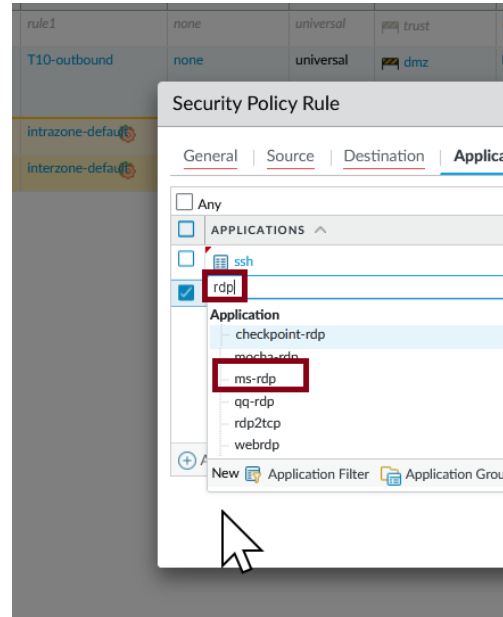 rule1 none universal trust
T10-outbound none universal dmz
Security Policy Rule
intrazone-default
General Source Destination
interzone-default
Any
APPLICATIONS
ssh
rdp
Application
checkpoint-rdp
mocha-rdp
ms-rdp
qq-rdp
rdp2tcp
webrdp
New Application Filter Application Grou